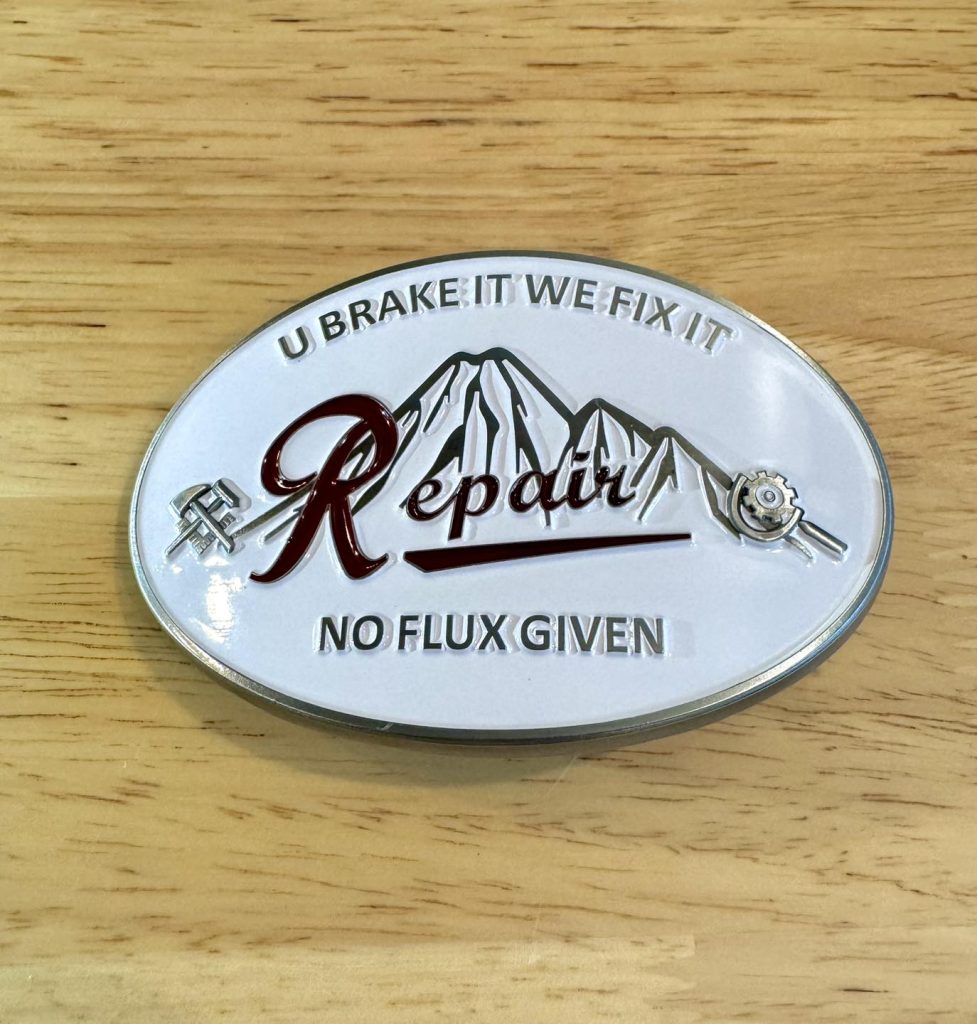 U BRAKE IT WE FIX IT
Repair
NO FLUX GIVEN